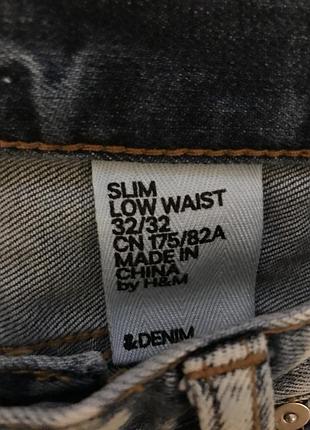 SLIM
LOW WAIST
32/32
CN 175/82A
MADE IN
CHINA
by H&M
&DENIM